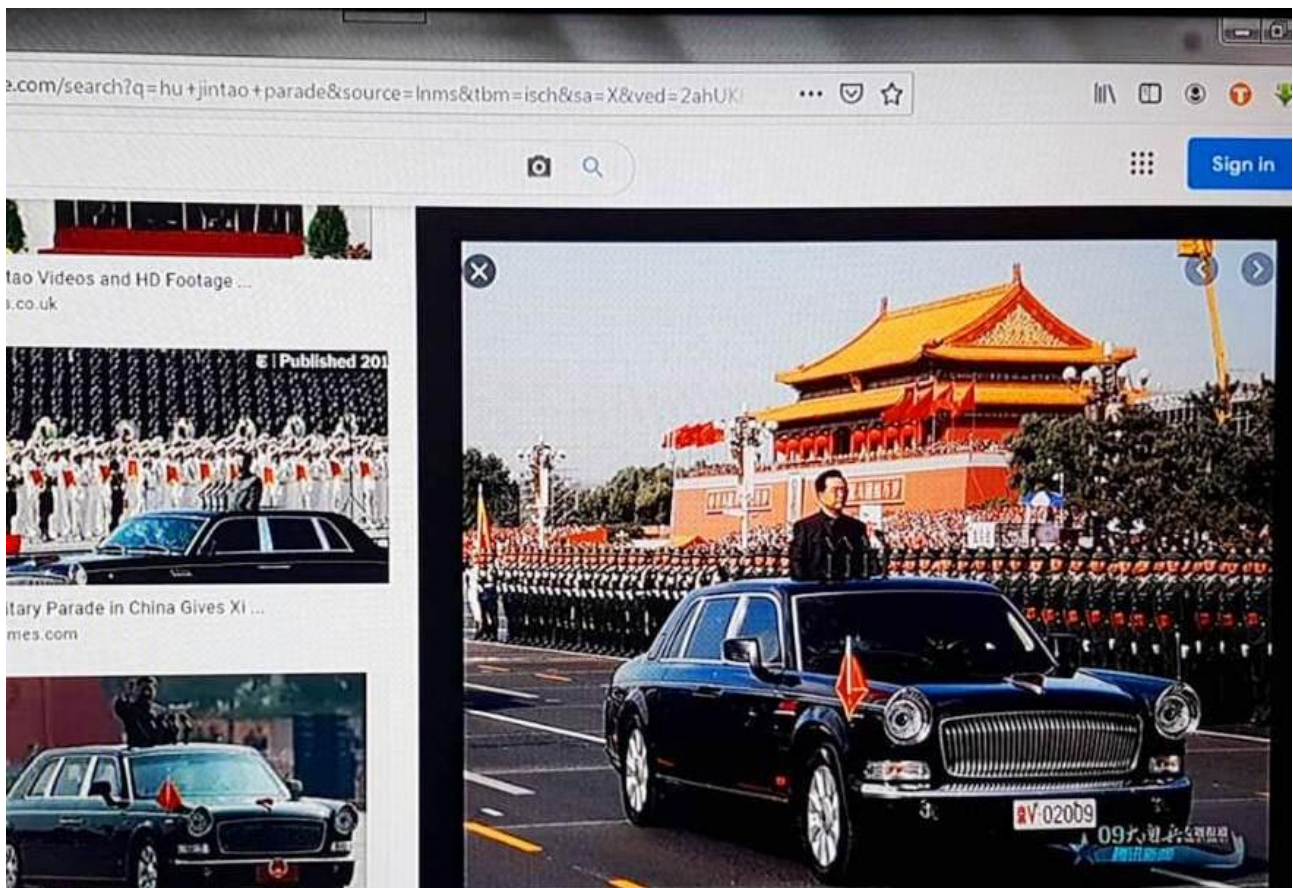 e.com/search?q=hu+jintao+parade&source=lnms&tbm=isch&sa=X&ved=2ahUK
Sign in
tao Videos and HD Footage ...
s.co.uk
Published 201
itary Parade in China Gives Xi ...
mes.com
V·02009
09